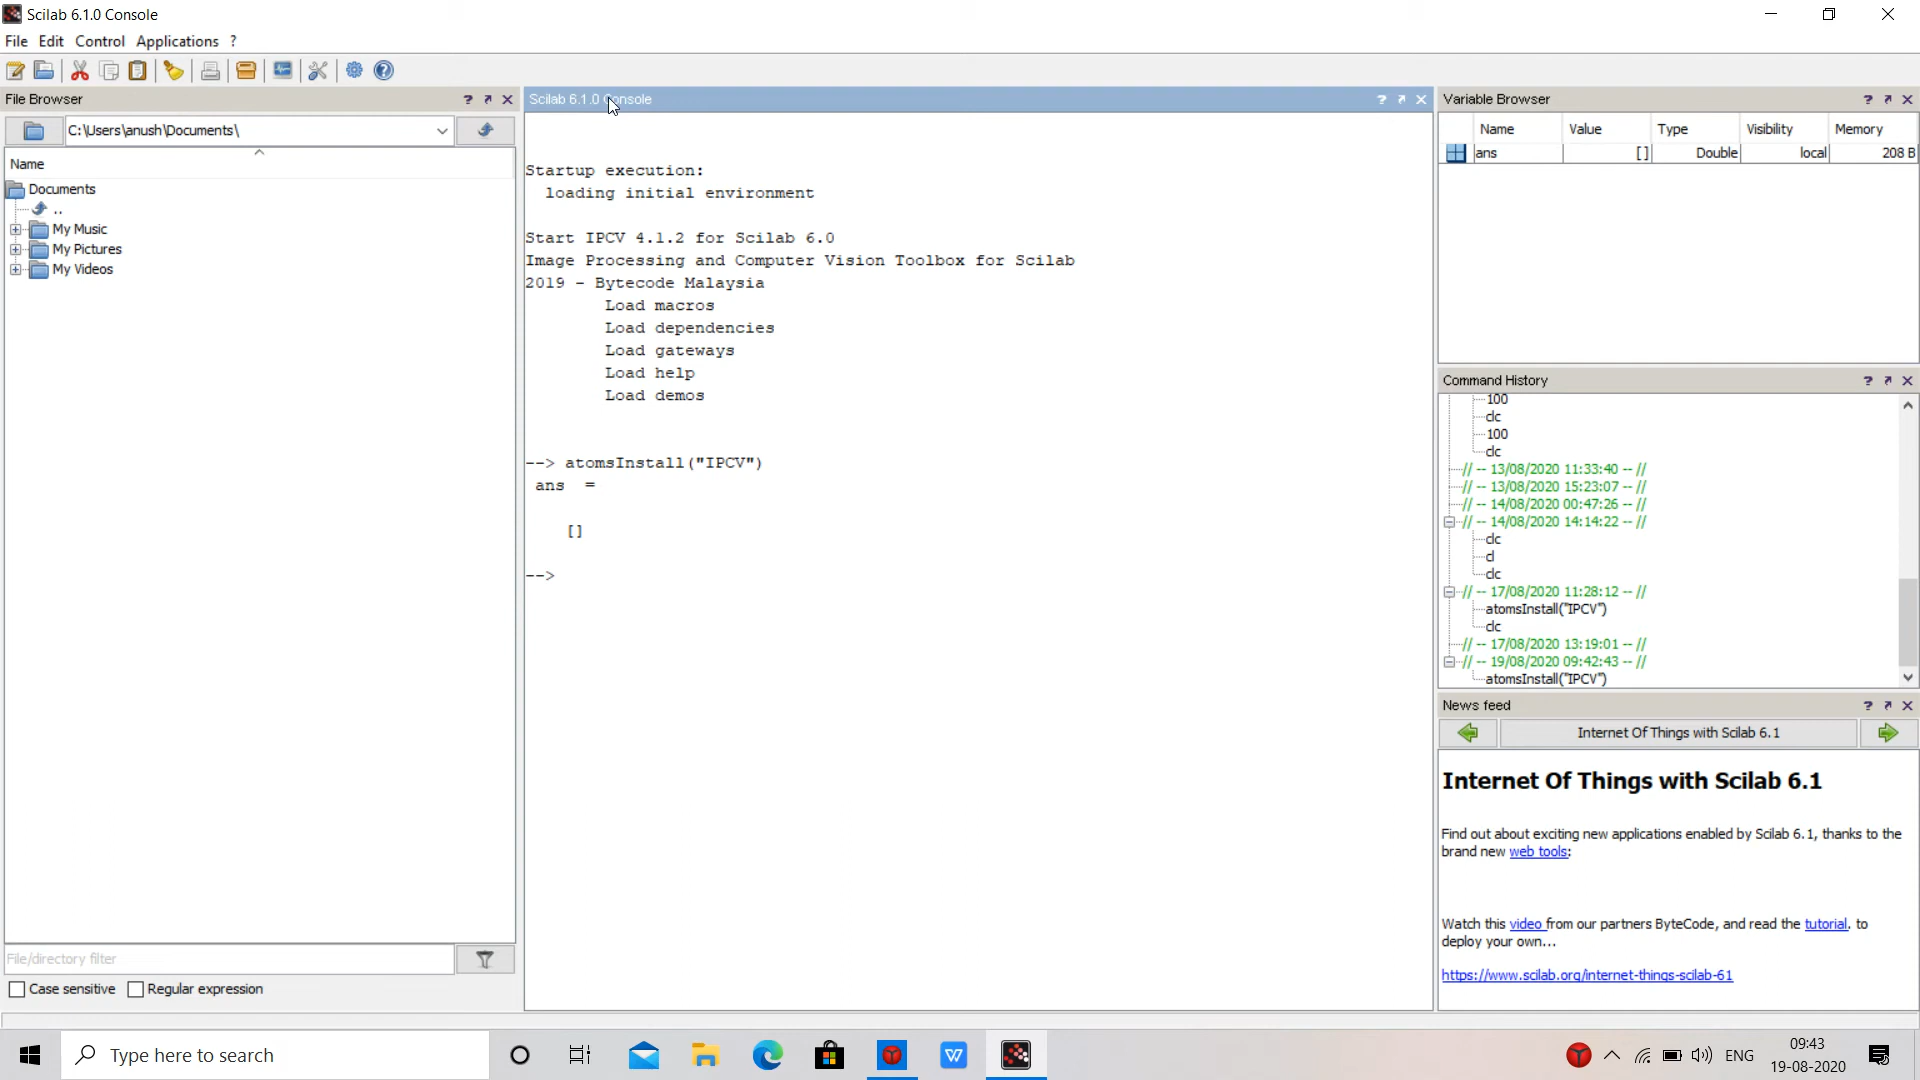 Scilab 6.1.0 Console
File Edit Control Applications ?
File Browser
C:\Users\anush\Documents\
Name
Documents
..
My Music
My Pictures
My Videos
File/directory filter
Case sensitive Regular expression
Scilab 6.1.0 Console
Startup execution:
loading initial environment
Start IPCV 4.1.2 for Scilab 6.0
Image Processing and Computer Vision Toolbox for Scilab
2019 - Bytecode Malaysia
Load macros
Load dependencies
Load gateways
Load help
Load demos
--> atomsInstall("IPCV")
ans =
[]
-->
Variable Browser
Name Value Type Visibility Memory
ans [] Double local 208 B
Command History
100
clc
100
clc
// -- 13/08/2020 11:33:40 -- //
// -- 13/08/2020 15:23:07 -- //
// -- 14/08/2020 00:47:26 -- //
// -- 14/08/2020 14:14:22 -- //
clc
cl
clc
// -- 17/08/2020 11:28:12 -- //
atomsInstall("IPCV")
clc
// -- 17/08/2020 13:19:01 -- //
// -- 19/08/2020 09:42:43 -- //
atomsInstall("IPCV")
News feed
Internet Of Things with Scilab 6.1
Internet Of Things with Scilab 6.1
Find out about exciting new applications enabled by Scilab 6.1, thanks to the
brand new web tools:
Watch this video from our partners ByteCode, and read the tutorial. to
deploy your own...
https://www.scilab.org/internet-things-scilab-61
Type here to search
ENG
09:43
19-08-2020